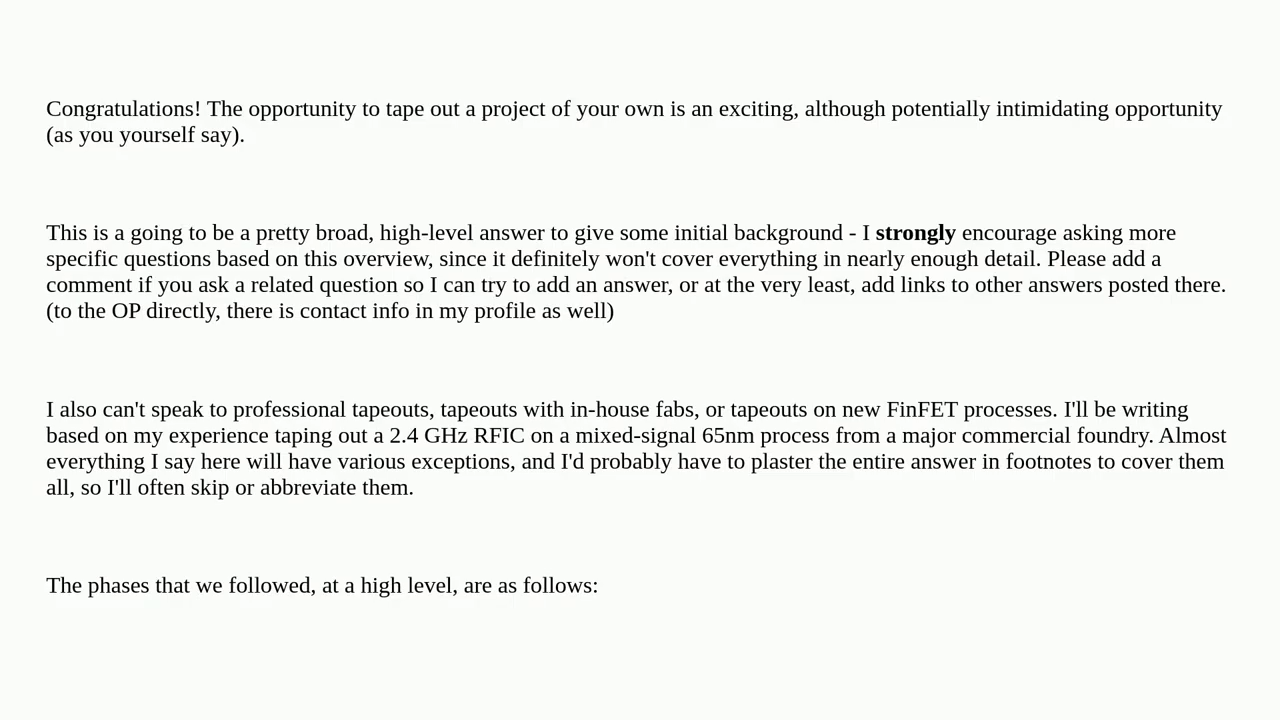 Congratulations! The opportunity to tape out a project of your own is an exciting, although potentially intimidating opportunity
(as you yourself say).
This is a going to be a pretty broad, high-level answer to give some initial background - I strongly encourage asking more
specific questions based on this overview, since it definitely won't cover everything in nearly enough detail. Please add a
comment if you ask a related question so I can try to add an answer, or at the very least, add links to other answers posted there.
(to the OP directly, there is contact info in my profile as well)
I also can't speak to professional tapeouts, tapeouts with in-house fabs, or tapeouts on new FinFET processes. I'll be writing
based on my experience taping out a 2.4 GHz RFIC on a mixed-signal 65nm process from a major commercial foundry. Almost
everything I say here will have various exceptions, and I'd probably have to plaster the entire answer in footnotes to cover them
all, so I'll often skip or abbreviate them.
The phases that we followed, at a high level, are as follows: